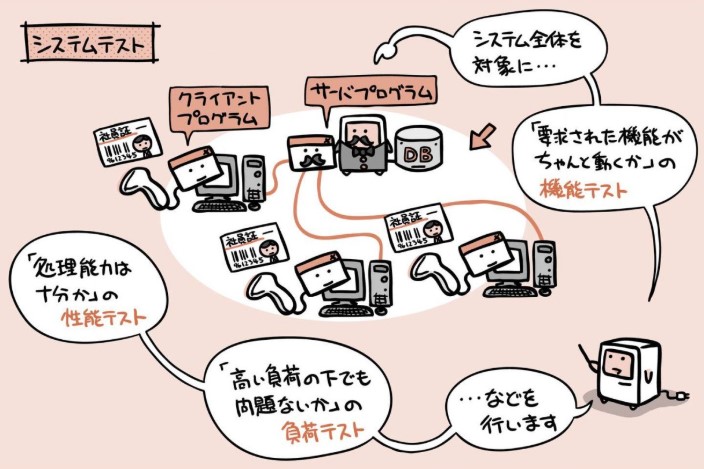 システムテスト
システム全体を
対象に…
クライアント
プログラム
サーバプログラム
「要求された機能が
ちゃんと動くか」の
機能テスト
社員証
9612345
DB
社員証
9612345
社員証
9612345
「処理能力は
十分か」の
性能テスト
「高い負荷の下でも
問題ないか」の
負荷テスト
…などを
行います